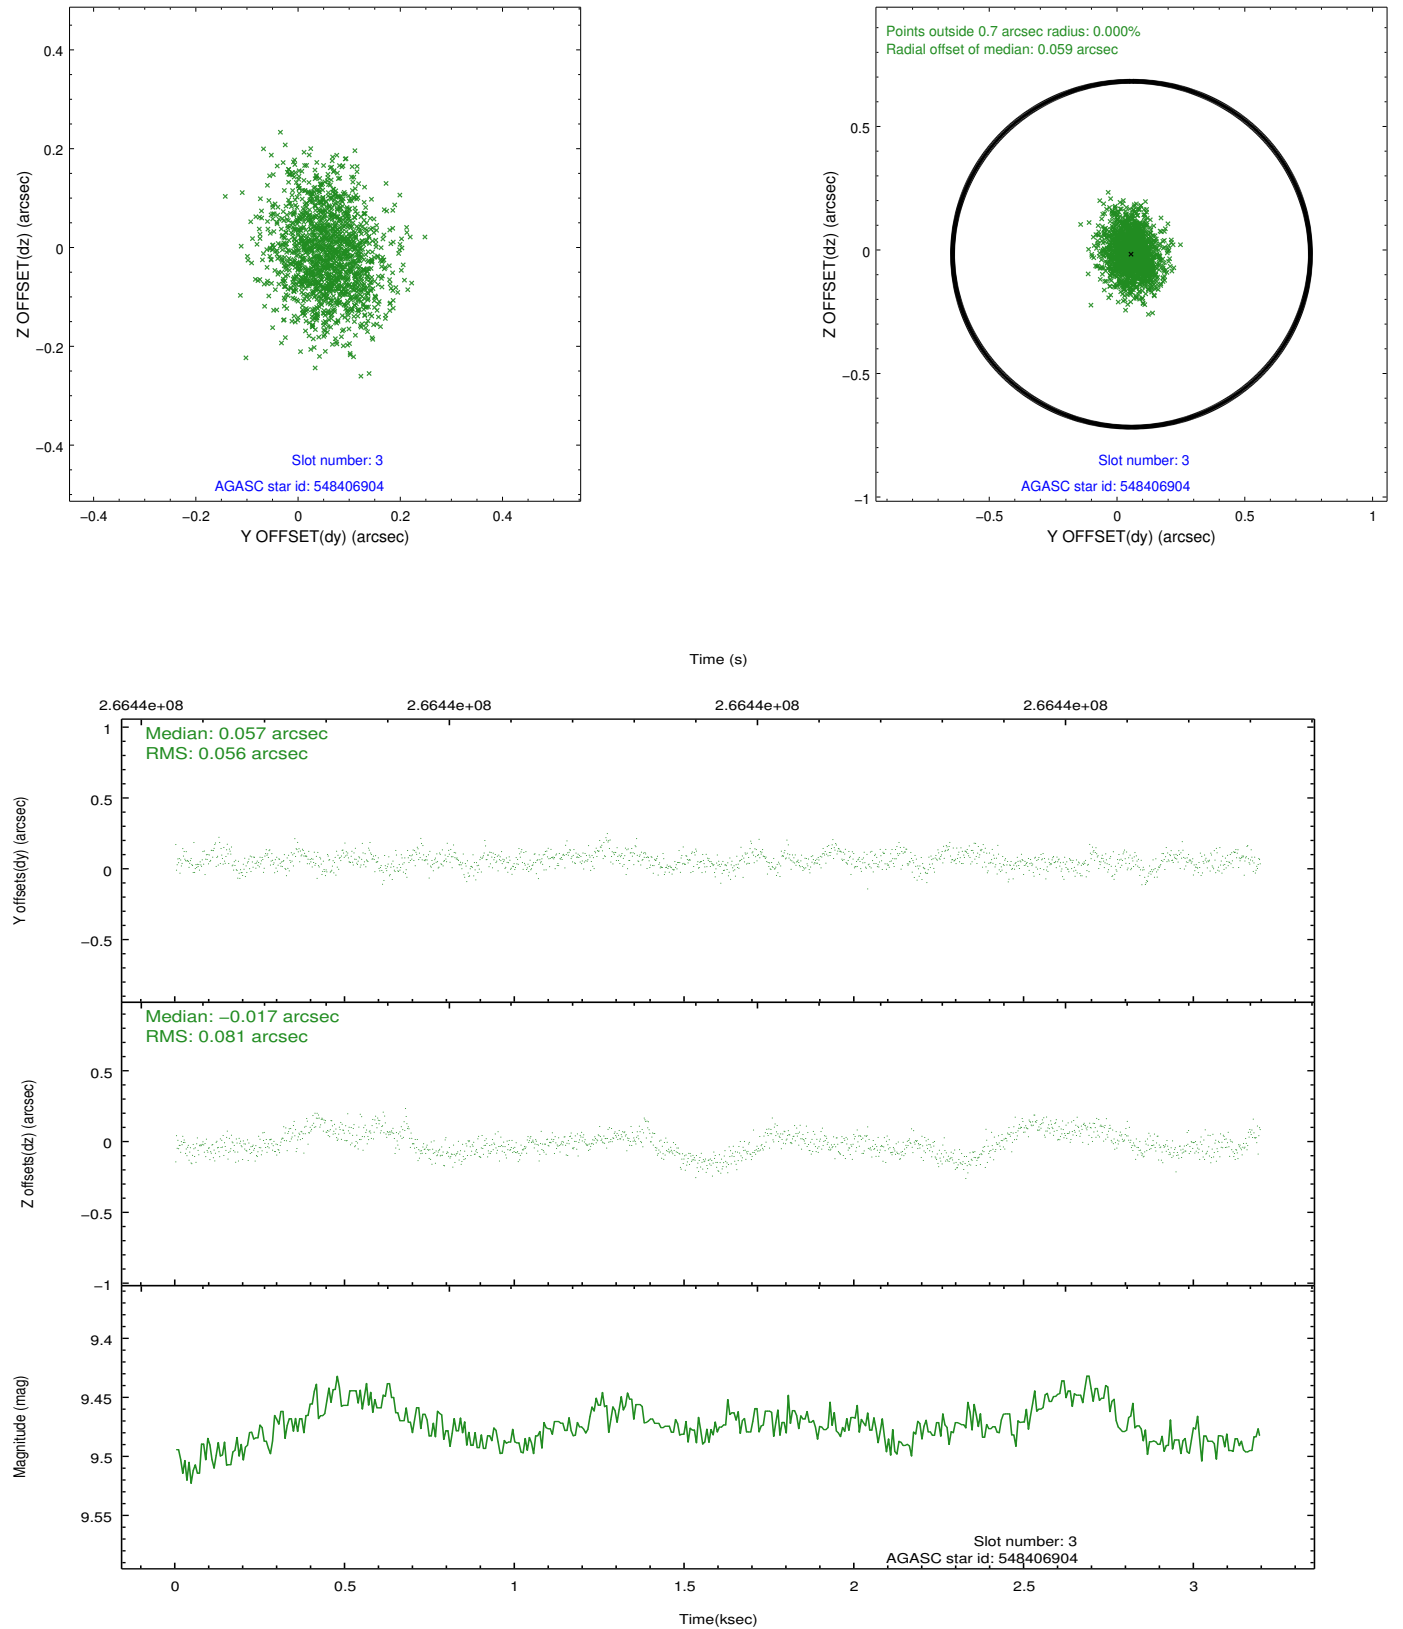 0.4
0.2
0
−0.2
−0.4
Z OFFSET(dz) (arcsec)
Slot number: 3
AGASC star id: 548406904
−0.4 −0.2 0 0.2 0.4
Y OFFSET(dy) (arcsec)
Points outside 0.7 arcsec radius: 0.000%
Radial offset of median: 0.059 arcsec
0.5
0
−0.5
−1
Z OFFSET(dz) (arcsec)
Slot number: 3
AGASC star id: 548406904
−0.5 0 0.5 1
Y OFFSET(dy) (arcsec)
Time (s)
2.6644e+08 2.6644e+08 2.6644e+08 2.6644e+08
Median: 0.057 arcsec
RMS: 0.056 arcsec
1
0.5
0
−0.5
Y offsets(dy) (arcsec)
Median: −0.017 arcsec
RMS: 0.081 arcsec
0.5
0
−0.5
−1
Z offsets(dz) (arcsec)
9.4
9.45
9.5
9.55
Magnitude (mag)
Slot number: 3
AGASC star id: 548406904
0 0.5 1 1.5 2 2.5 3
Time(ksec)